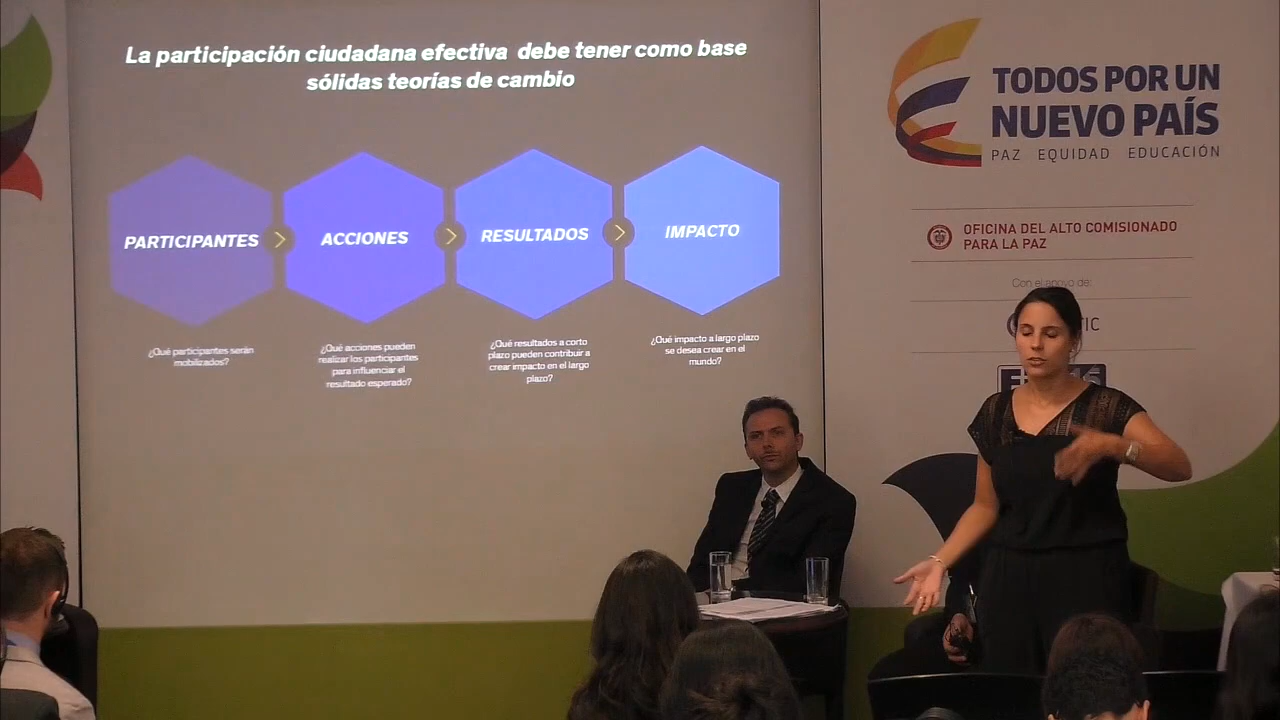 La participación ciudadana efectiva debe tener como base
sólidas teorías de cambio
PARTICIPANTES
ACCIONES
RESULTADOS
IMPACTO
¿Qué participantes serán
mobilizados?
¿Qué acciones pueden
realizar los participantes
para influenciar el
resultado esperado?
¿Qué resultados a corto
plazo pueden contribuir a
crear impacto en el largo
plazo?
¿Qué impacto a largo plazo
se desea crear en el
mundo?
TODOS POR UN
NUEVO PAÍS
PAZ EQUIDAD EDUCACIÓN
OFICINA DEL ALTO COMISIONADO
PARA LA PAZ
Con el apoyo de:
TIC